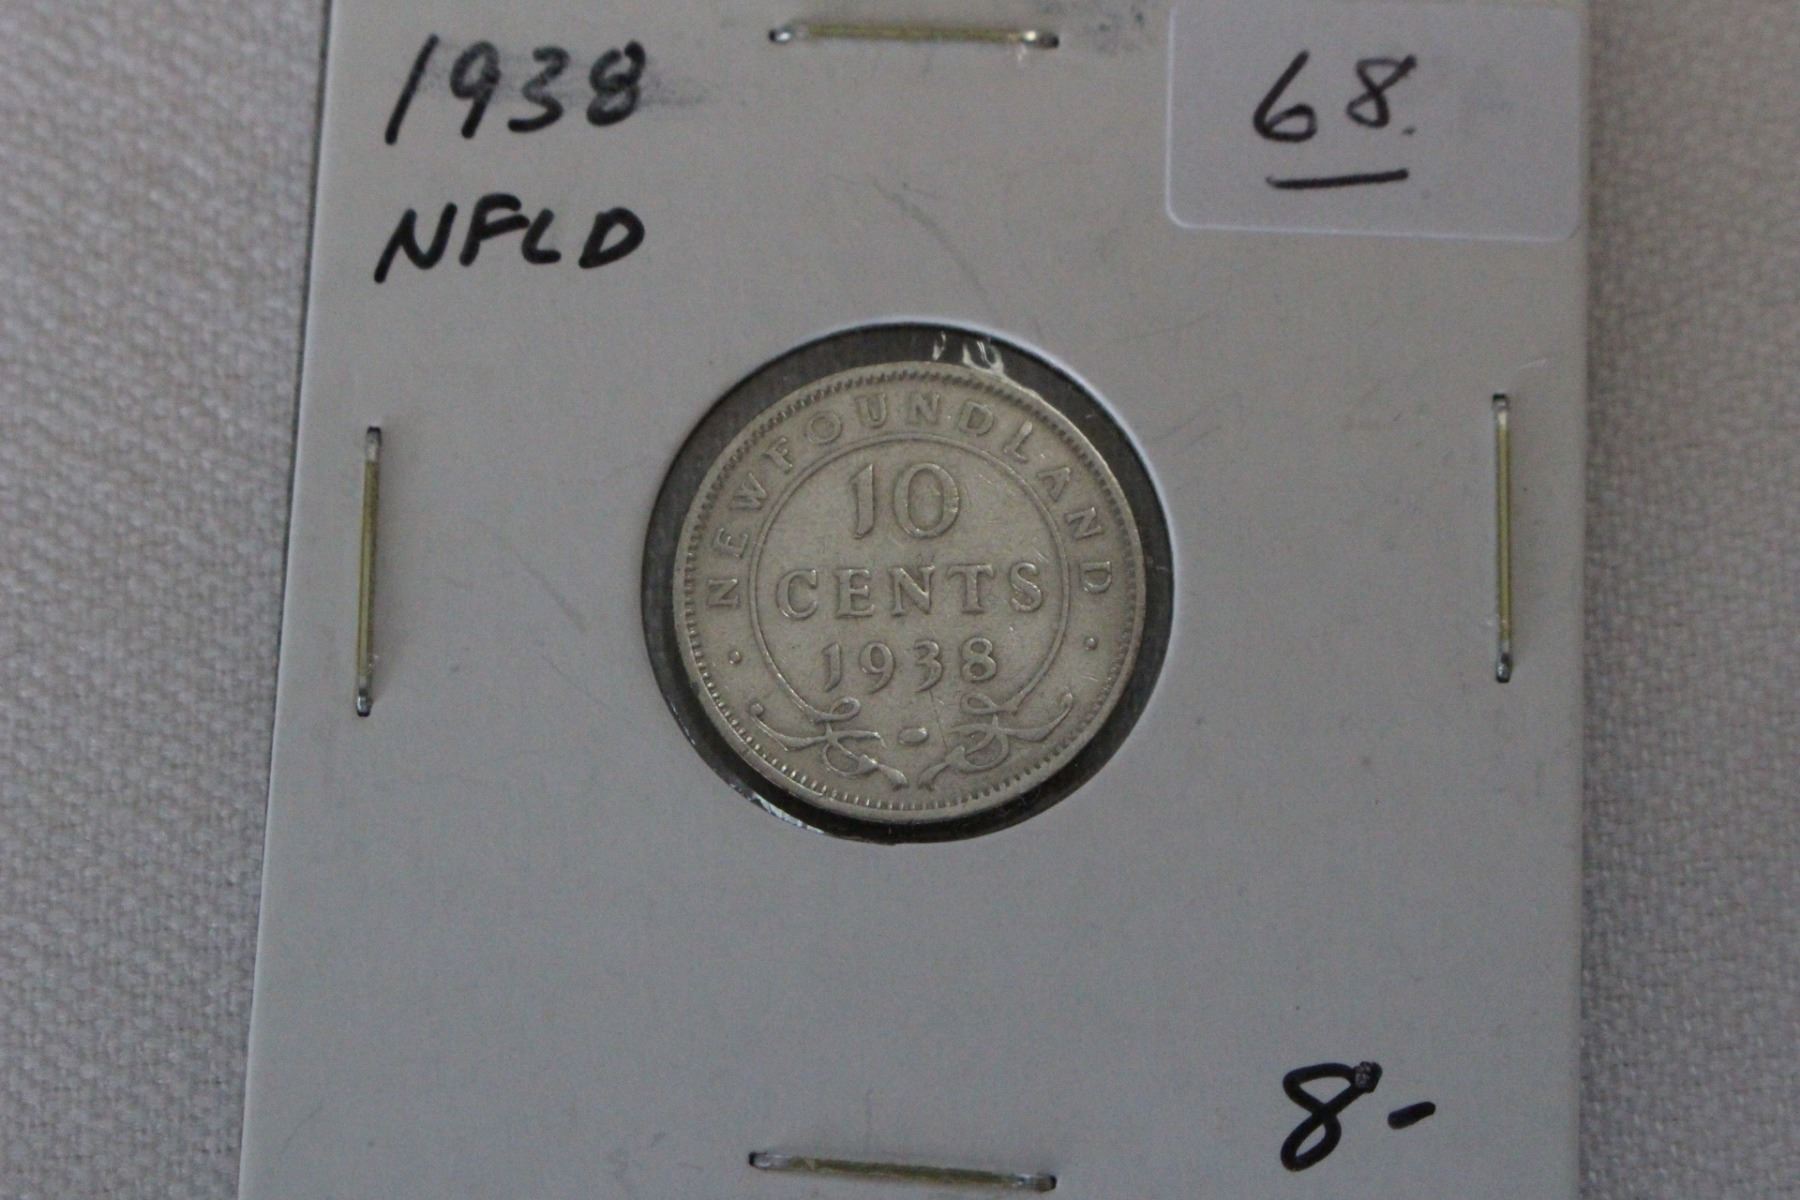 1938
NFLD
68.
NEWFOUNDLAND
10
CENTS
1938
8-